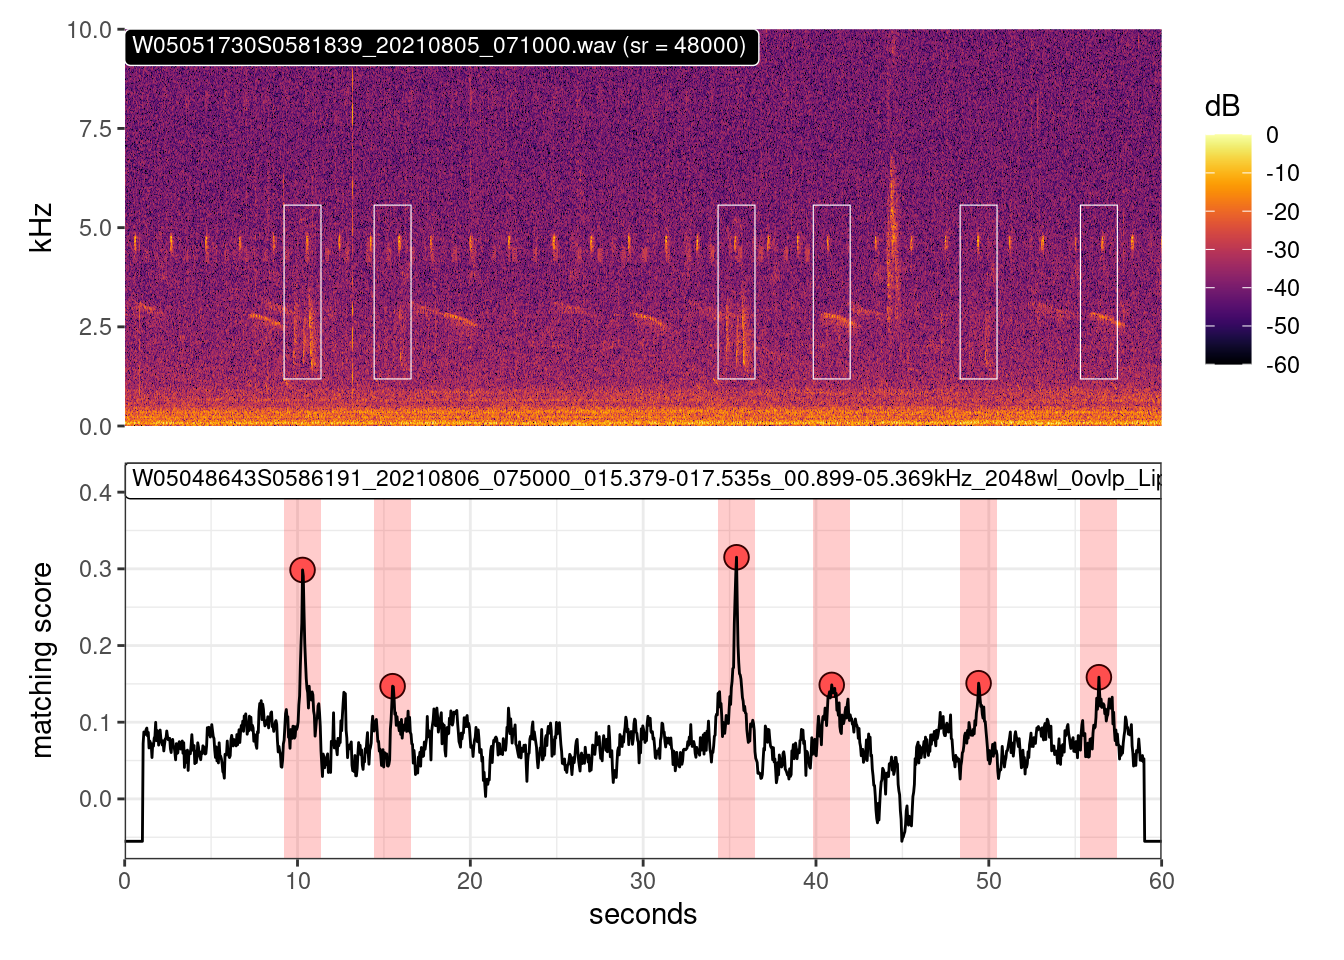 W05051730S0581839_20210805_071000.wav (sr = 48000)
10.0
7.5
5.0
2.5
0.0
kHz
dB
0
-10
-20
-30
-40
-50
-60
W05048643S0586191_20210806_075000_015.379-017.535s_00.899-05.369kHz_2048wl_0ovlp_Lip
0.4
0.3
0.2
0.1
0.0
matching score
0 10 20 30 40 50 60
seconds